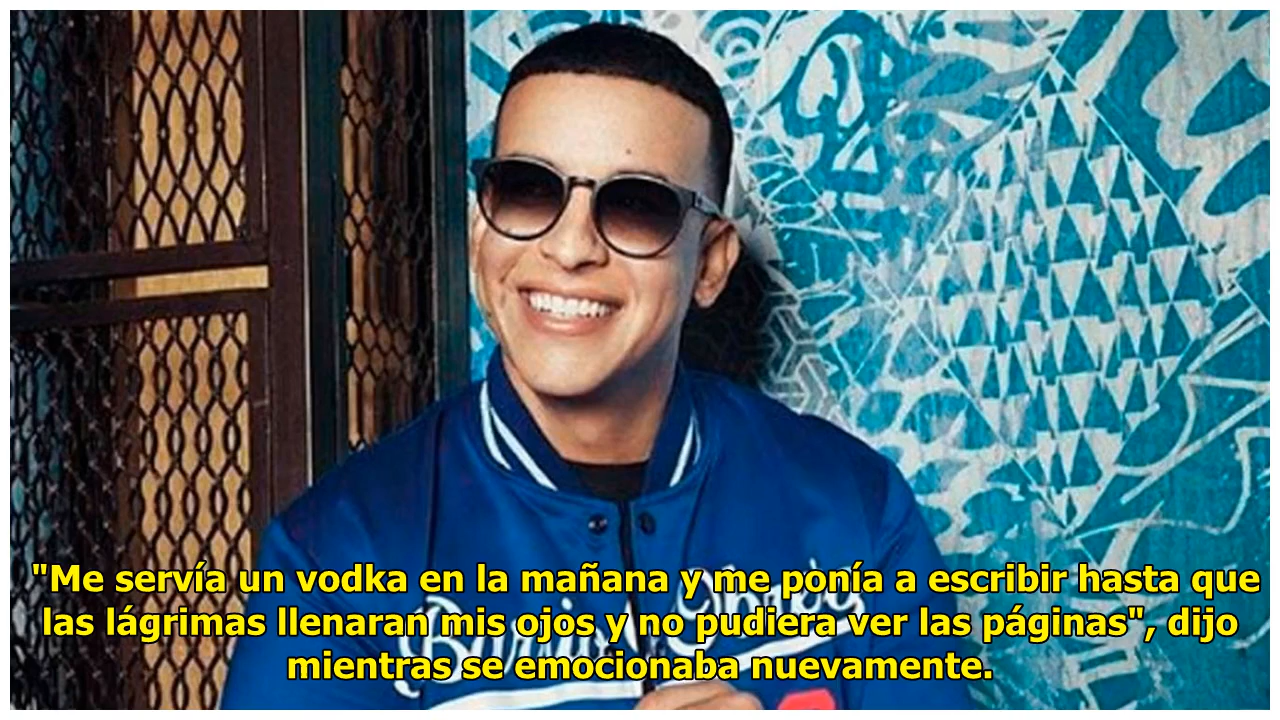 "Me servía un vodka en la mañana y me ponía a escribir hasta que
las lágrimas llenaran mis ojos y no pudiera ver las páginas", dijo
mientras se emocionaba nuevamente.